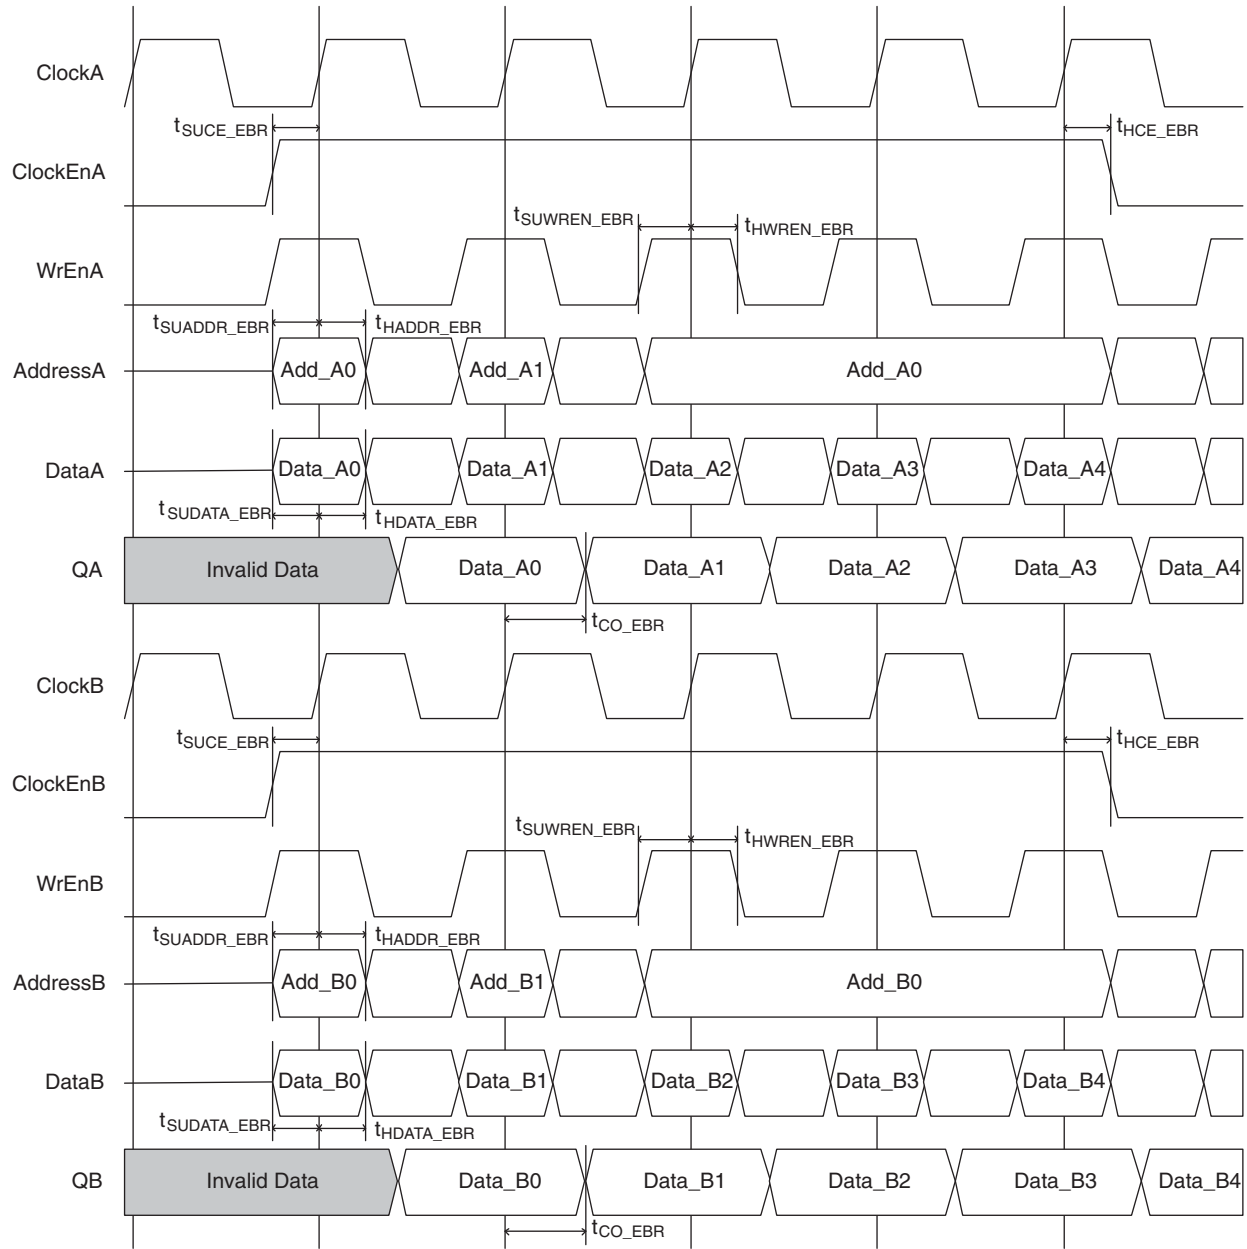 ClockA
tSUCE_EBR tHCE_EBR
ClockEnA
tSUWREN_EBR tHWREN_EBR
WrEnA
tSUADDR_EBR tHADDR_EBR
AddressA Add_A0 Add_A1 Add_A0
DataA Data_A0 Data_A1 Data_A2 Data_A3 Data_A4
tSUDATA_EBR tHDATA_EBR
QA Invalid Data Data_A0 Data_A1 Data_A2 Data_A3 Data_A4
tCO_EBR
ClockB
tSUCE_EBR tHCE_EBR
ClockEnB
tSUWREN_EBR tHWREN_EBR
WrEnB
tSUADDR_EBR tHADDR_EBR
AddressB Add_B0 Add_B1 Add_B0
DataB Data_B0 Data_B1 Data_B2 Data_B3 Data_B4
tSUDATA_EBR tHDATA_EBR
QB Invalid Data Data_B0 Data_B1 Data_B2 Data_B3 Data_B4
tCO_EBR